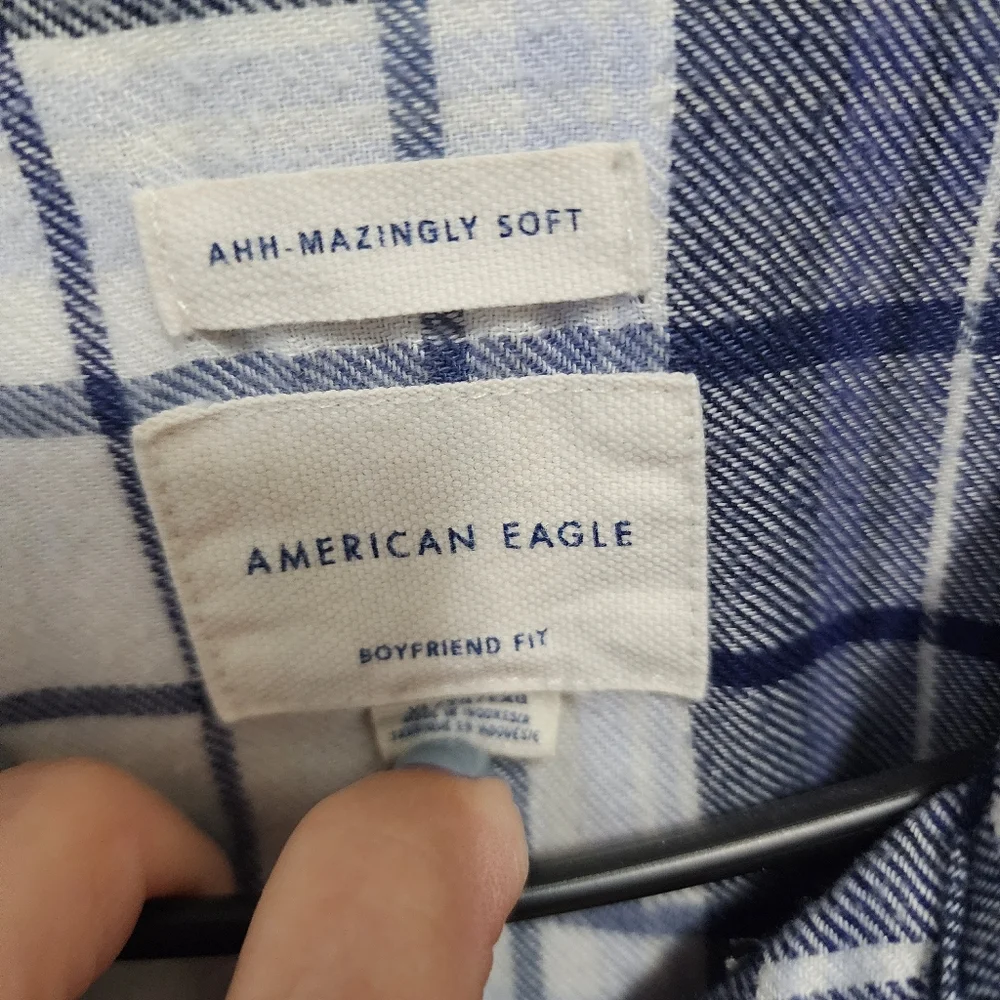 AHH-MAZINGLY SOFT
AMERICAN EAGLE
BOYFRIEND FIT